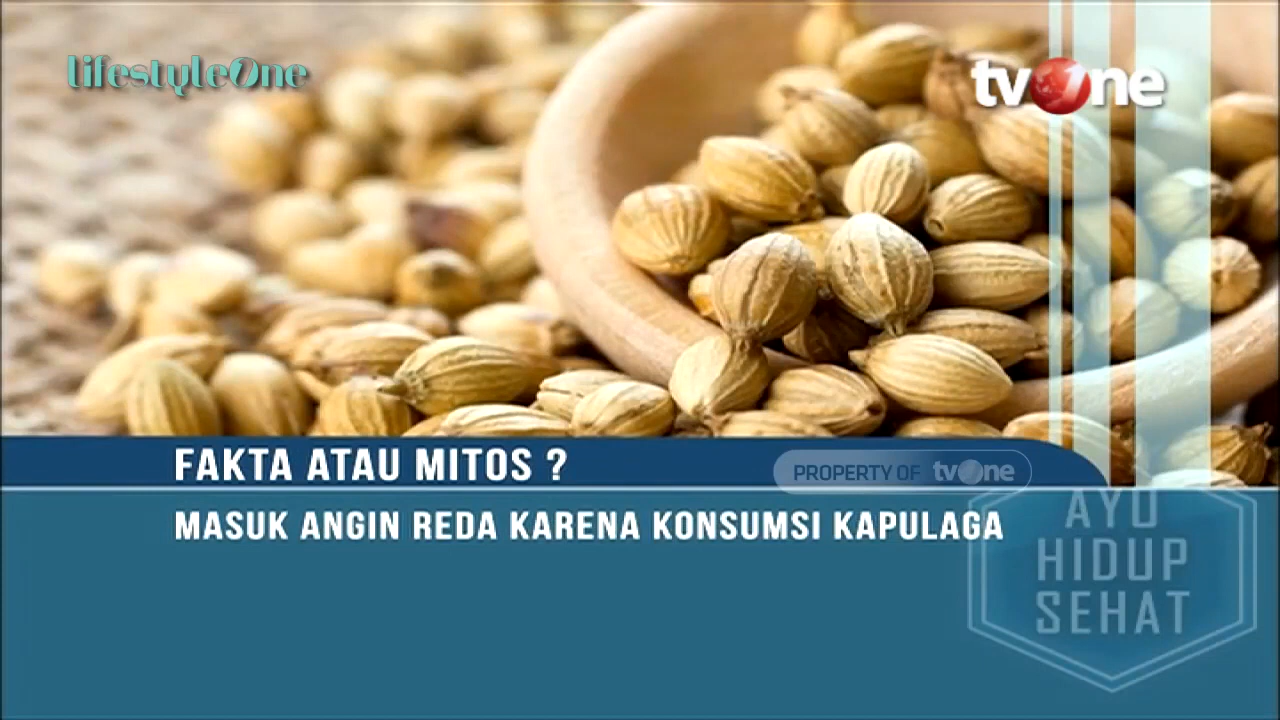 lifestyleOne
tvOne
FAKTA ATAU MITOS ?
PROPERTY OF tvOne
MASUK ANGIN REDA KARENA KONSUMSI KAPULAGA
AYO
HIDUP
SEHAT